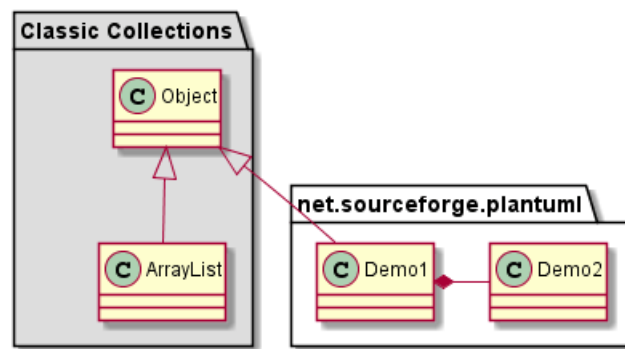 Classic Collections
C Object
net.sourceforge.plantuml
C ArrayList
C Demo1
C Demo2